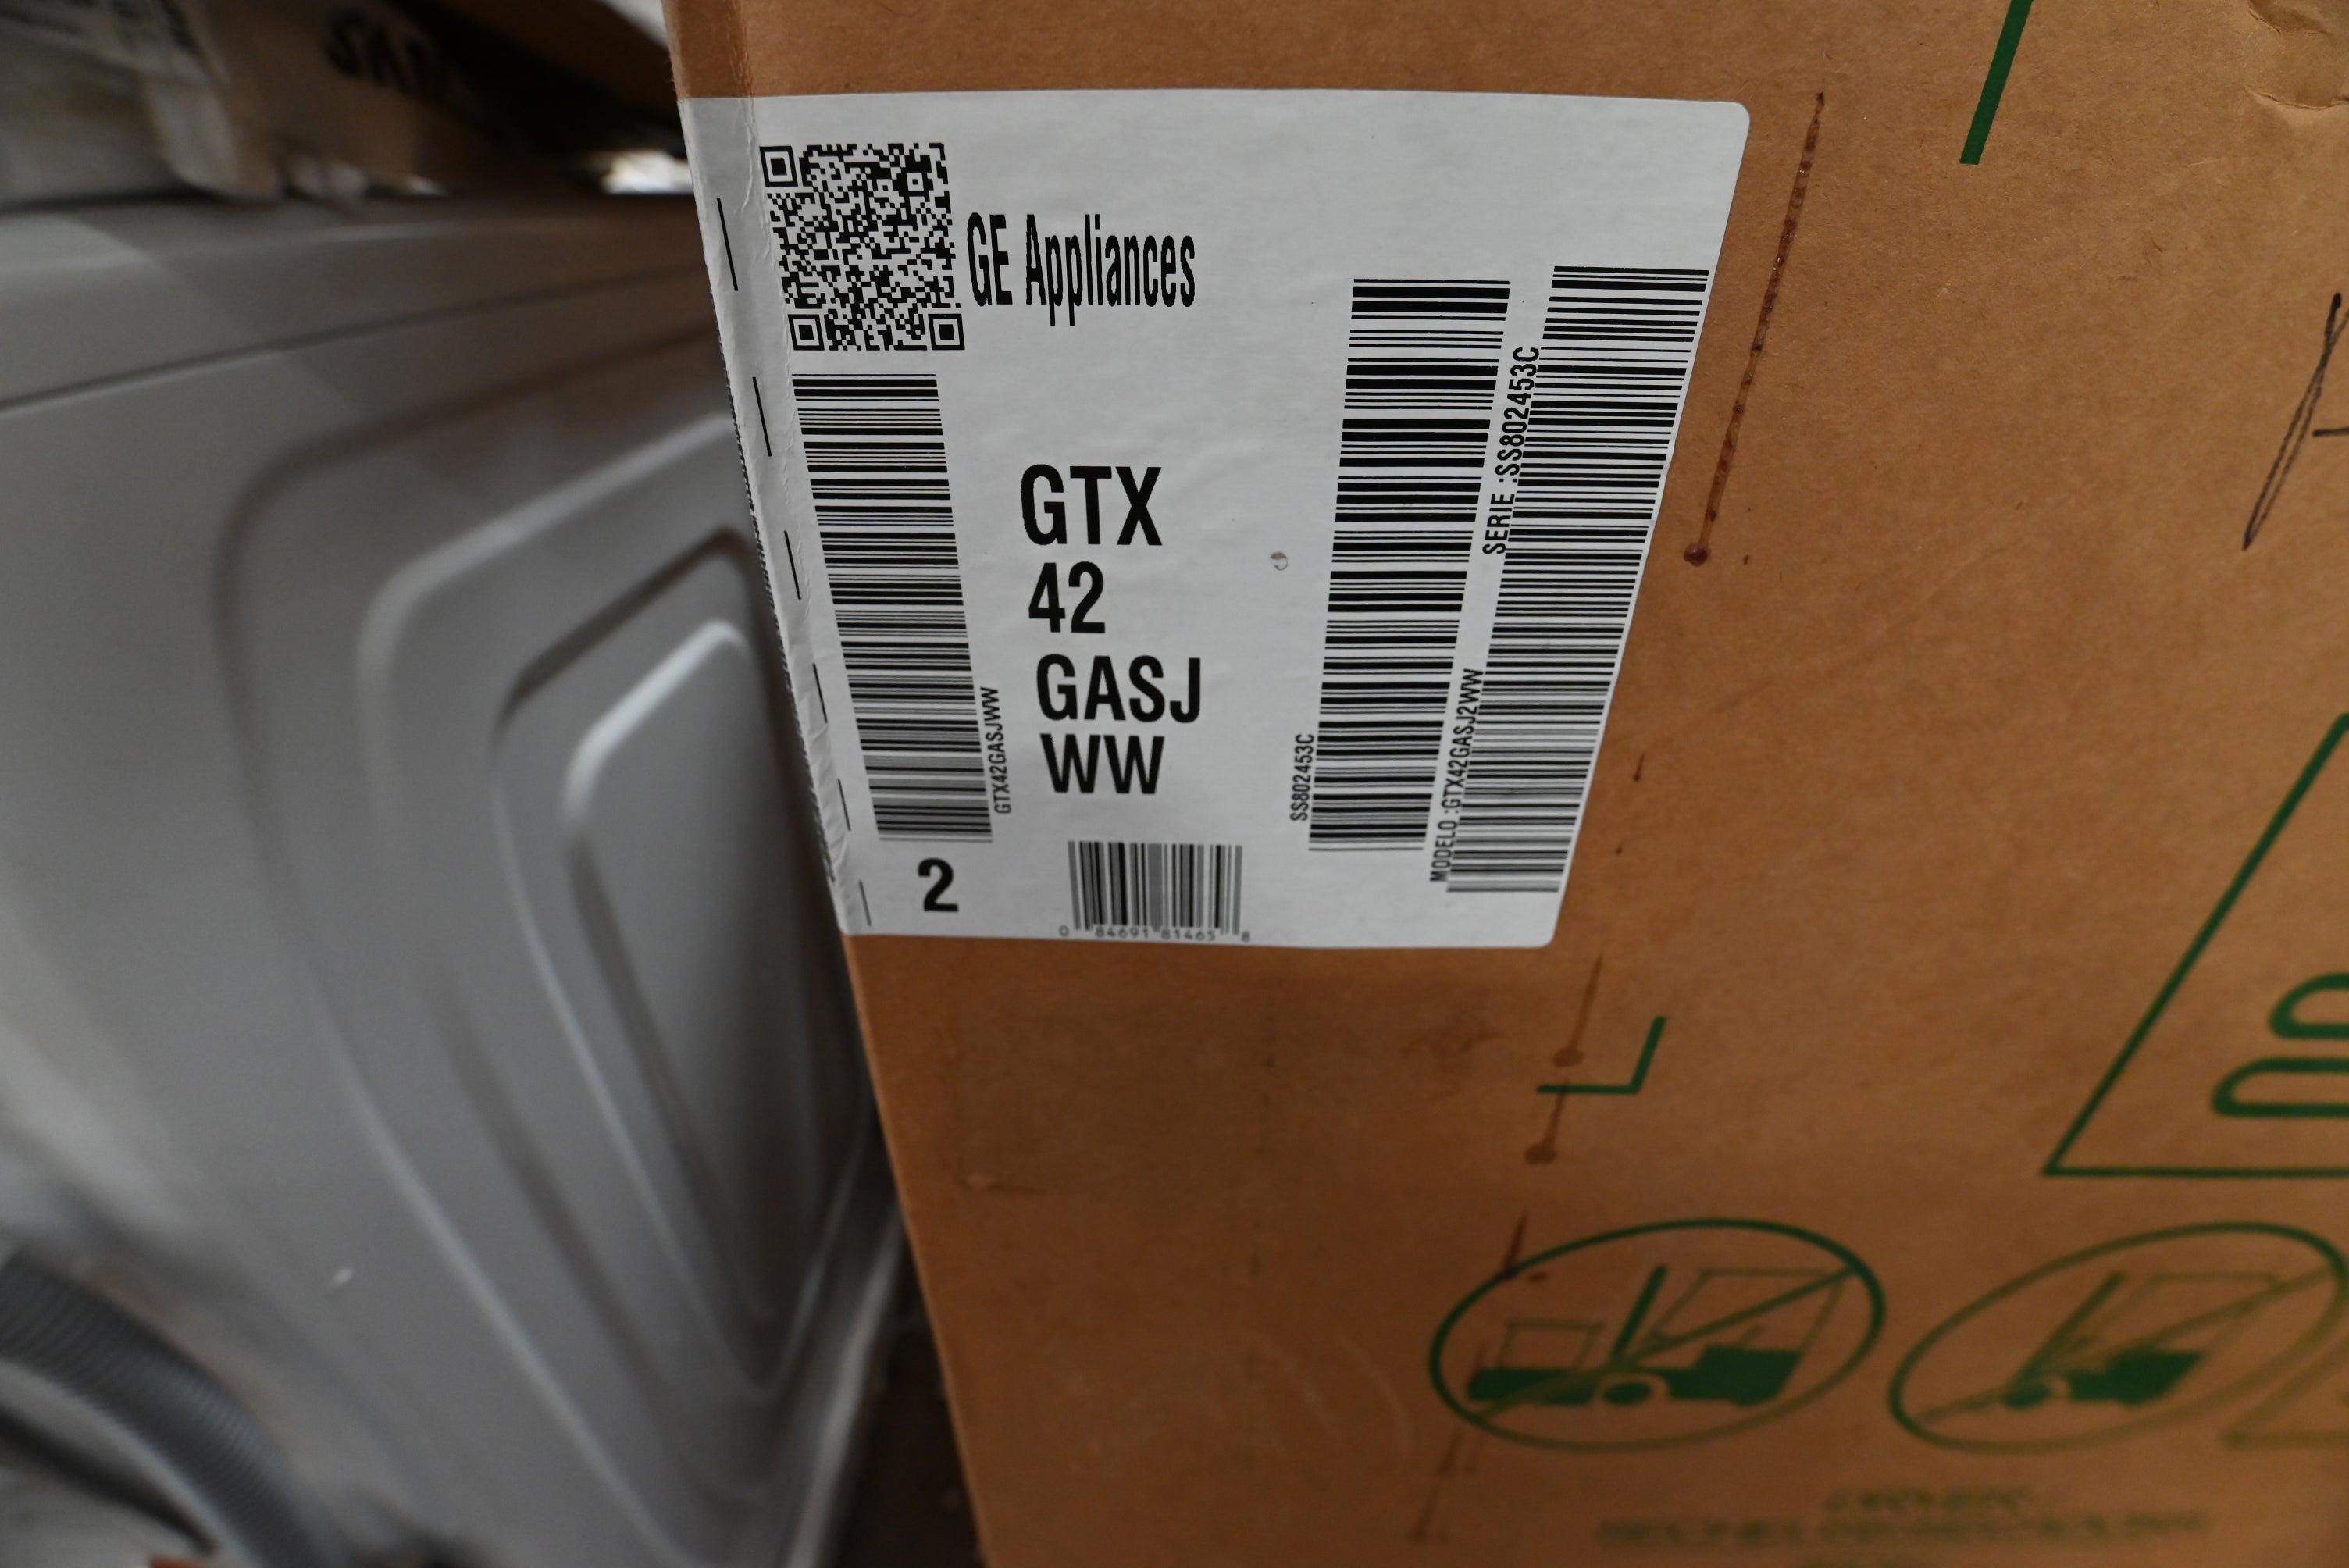 GE Appliances
GTX
42
GASJ
WW
GTX42GASJWW
2
0 84691 81465 8
SS802453C
SERIE :SS802453C
MODELO :GTX42GASJ2WW